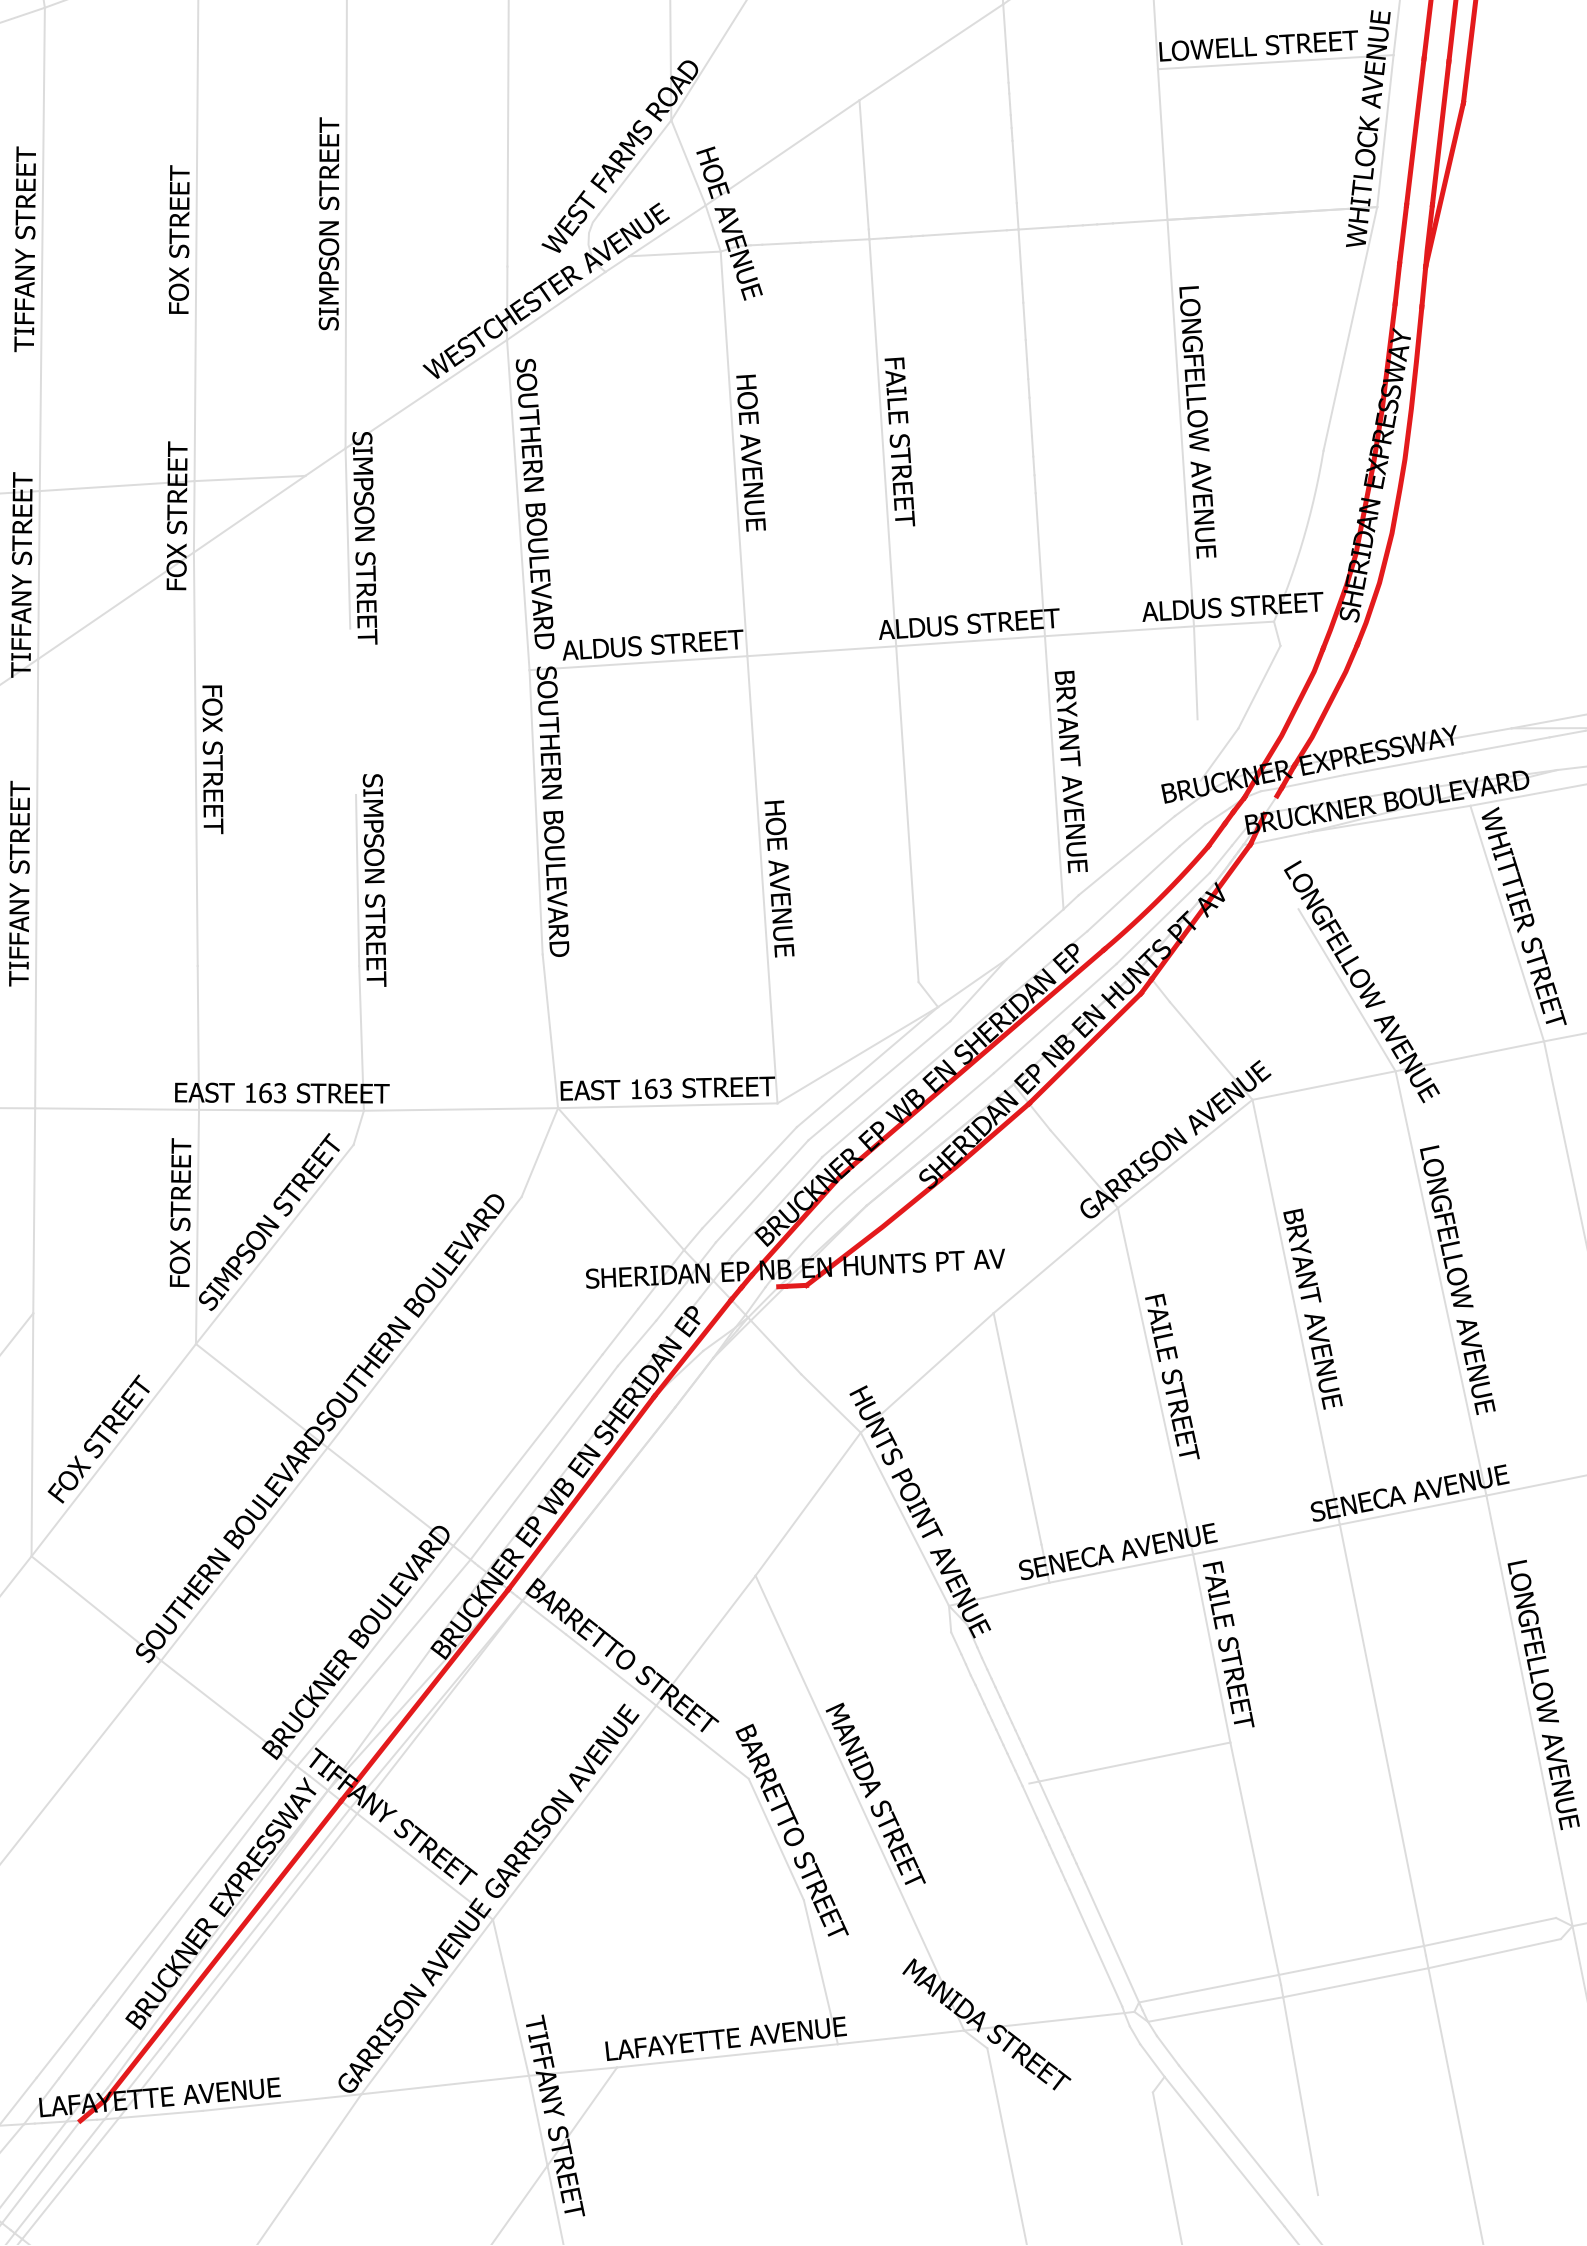 LOWELL STREET
WHITLOCK AVENUE
WEST FARMS ROAD
SIMPSON STREET
TIFFANY STREET
FOX STREET
HOE AVENUE
WESTCHESTER AVENUE
LONGFELLOW AVENUE
SHERIDAN EXPRESSWAY
SOUTHERN BOULEVARD
FAILE STREET
HOE AVENUE
SIMPSON STREET
FOX STREET
TIFFANY STREET
ALDUS STREET
ALDUS STREET
ALDUS STREET
SOUTHERN BOULEVARD
BRYANT AVENUE
FOX STREET
BRUCKNER EXPRESSWAY
BRUCKNER BOULEVARD
SIMPSON STREET
TIFFANY STREET
HOE AVENUE
WHITTIER STREET
LONGFELLOW AVENUE
BRUCKNER EP WB EN SHERIDAN EP
SHERIDAN EP NB EN HUNTS PT AV
EAST 163 STREET
EAST 163 STREET
GARRISON AVENUE
FOX STREET
SIMPSON STREET
SOUTHERN BOULEVARD
LONGFELLOW AVENUE
BRYANT AVENUE
SHERIDAN EP NB EN HUNTS PT AV
FAILE STREET
BRUCKNER EP WB EN SHERIDAN EP
FOX STREET
HUNTS POINT AVENUE
SOUTHERN BOULEVARD
SENECA AVENUE
SENECA AVENUE
BRUCKNER BOULEVARD
BARRETTO STREET
FAILE STREET
LONGFELLOW AVENUE
GARRISON AVENUE
MANIDA STREET
BARRETTO STREET
TIFFANY STREET
BRUCKNER EXPRESSWAY
GARRISON AVENUE
MANIDA STREET
LAFAYETTE AVENUE
TIFFANY STREET
LAFAYETTE AVENUE